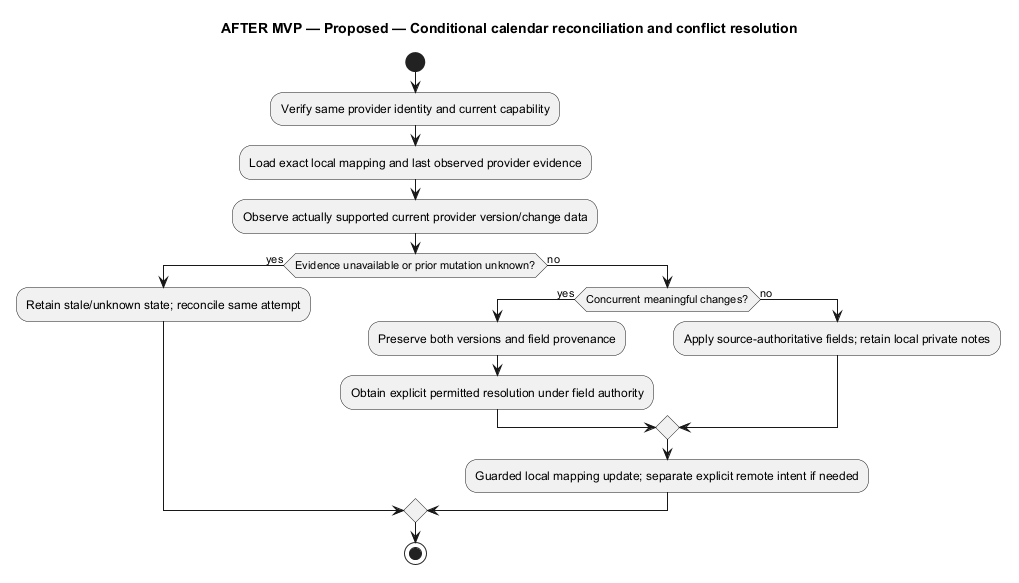 AFTER MVP — Proposed — Conditional calendar reconciliation and conflict resolution
Verify same provider identity and current capability
Load exact local mapping and last observed provider evidence
Observe actually supported current provider version/change data
yes
Evidence unavailable or prior mutation unknown?
no
Retain stale/unknown state; reconcile same attempt
yes
Concurrent meaningful changes?
no
Preserve both versions and field provenance
Apply source-authoritative fields; retain local private notes
Obtain explicit permitted resolution under field authority
Guarded local mapping update; separate explicit remote intent if needed